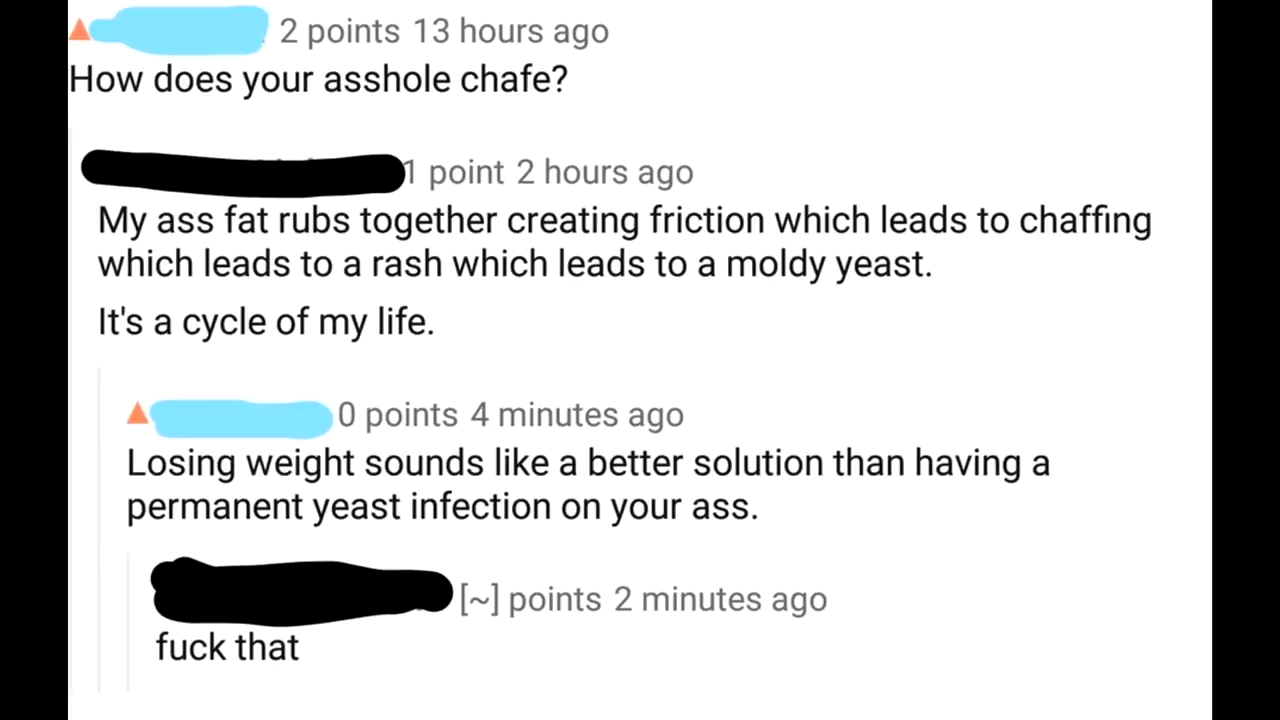 2 points 13 hours ago
How does your asshole chafe?
1 point 2 hours ago
My ass fat rubs together creating friction which leads to chaffing
which leads to a rash which leads to a moldy yeast.
It's a cycle of my life.
0 points 4 minutes ago
Losing weight sounds like a better solution than having a
permanent yeast infection on your ass.
[~] points 2 minutes ago
fuck that